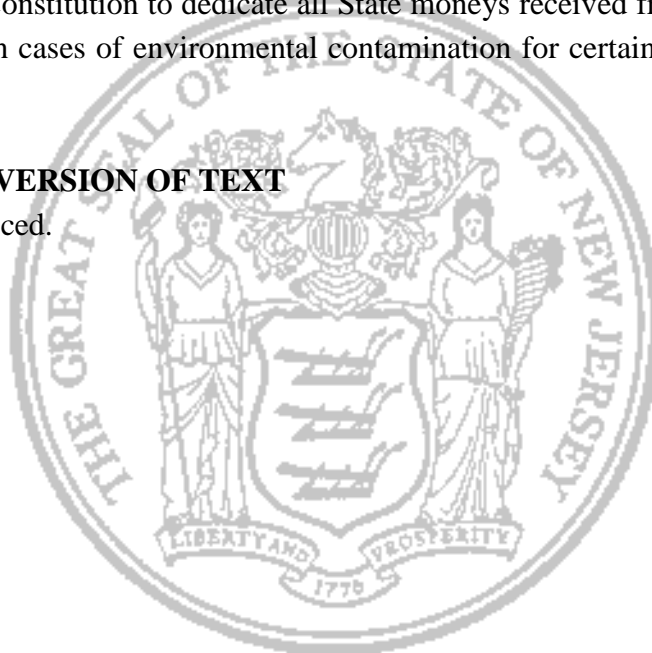 onstitution to dedicate all State moneys received f
n cases of environmental contamination for certain
VERSION OF TEXT
ced.
THE GREAT SEAL OF THE STATE OF NEW JERSEY
LIBERTY AND PROSPERITY
1776